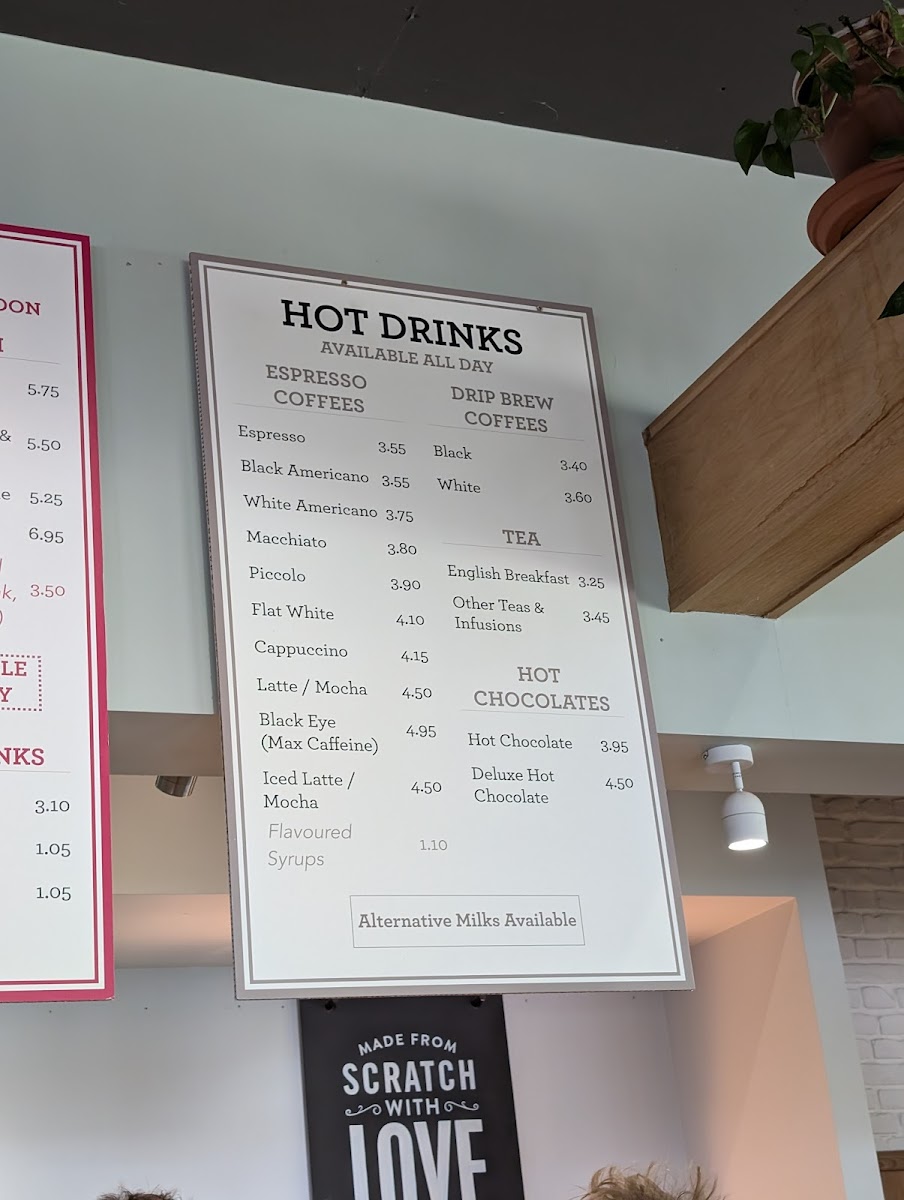 DON
5.75
&
5.50
5.25
6.95
3.50
LE
Y
NKS
3.10
1.05
1.05
HOT DRINKS
AVAILABLE ALL DAY
ESPRESSO
COFFEES
Espresso 3.55
Black Americano 3.55
White Americano 3.75
Macchiato 3.80
Piccolo 3.90
Flat White 4.10
Cappuccino 4.15
Latte / Mocha 4.50
Black Eye
(Max Caffeine) 4.95
Iced Latte /
Mocha 4.50
Flavoured
Syrups 1.10
DRIP BREW
COFFEES
Black 3.40
White 3.60
TEA
English Breakfast 3.25
Other Teas &
Infusions 3.45
HOT
CHOCOLATES
Hot Chocolate 3.95
Deluxe Hot
Chocolate 4.50
Alternative Milks Available
MADE FROM
SCRATCH
WITH
LOVE